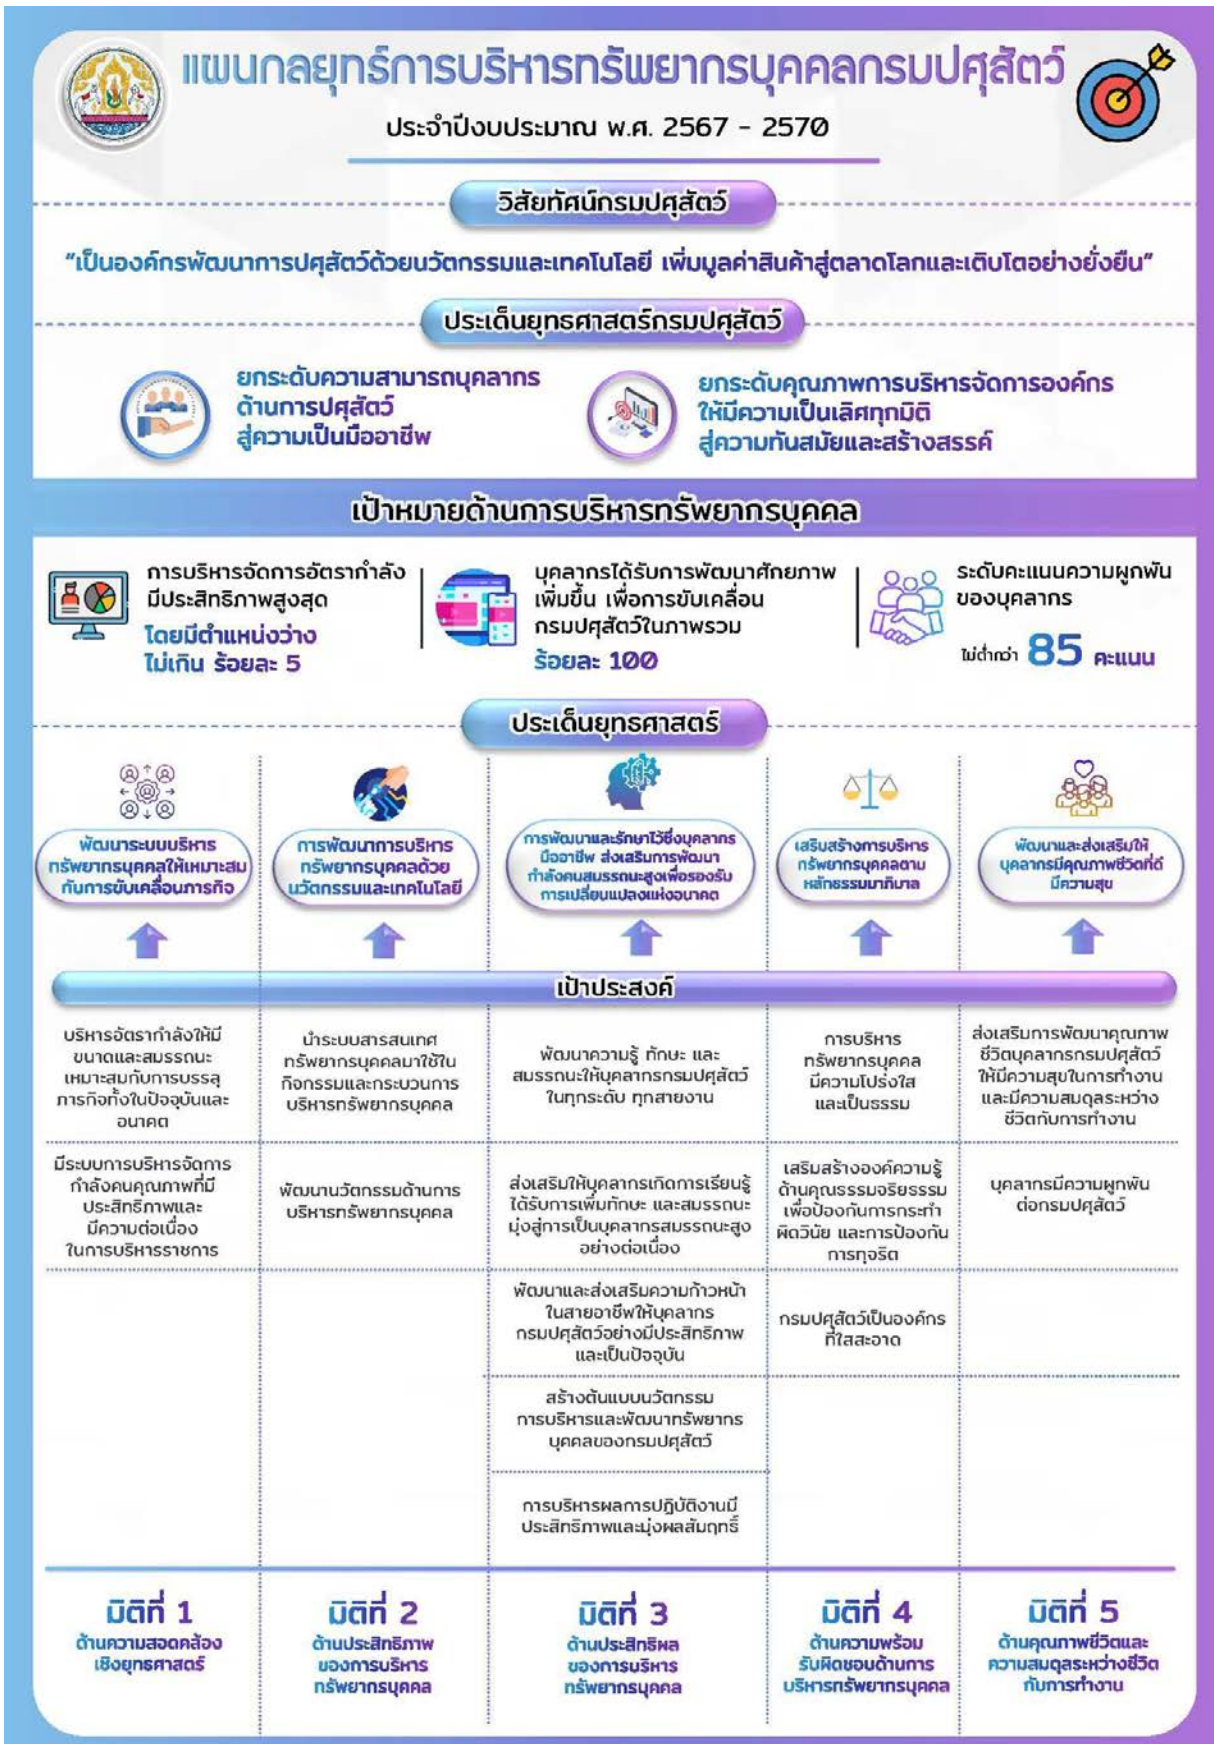 แผนกลยุทธ์การบริหารทรัพยากรบุคคลกรมปศุสัตว์
ประจำปีงบประมาณ พ.ศ. 2567 - 2570
วิสัยทัศน์กรมปศุสัตว์
“เป็นองค์กรพัฒนาการปศุสัตว์ด้วยนวัตกรรมและเทคโนโลยี เพิ่มมูลค่าสินค้าสู่ตลาดโลกและเติบโตอย่างยั่งยืน”
ประเด็นยุทธศาสตร์กรมปศุสัตว์
ยกระดับความสามารถบุคลากร
ด้านการปศุสัตว์
สู่ความเป็นมืออาชีพ
ยกระดับคุณภาพการบริหารจัดการองค์กร
ให้มีความเป็นเลิศทุกมิติ
สู่ความทันสมัยและสร้างสรรค์
เป้าหมายด้านการบริหารทรัพยากรบุคคล
การบริหารจัดการอัตรากำลัง
มีประสิทธิภาพสูงสุด
โดยมีตำแหน่งว่าง
ไม่เกิน ร้อยละ 5
บุคลากรได้รับการพัฒนาศักยภาพ
เพิ่มขึ้น เพื่อการขับเคลื่อน
กรมปศุสัตว์ในภาพรวม
ร้อยละ 100
ระดับคะแนนความผูกพัน
ของบุคลากร
ไม่ต่ำกว่า 85 คะแนน
ประเด็นยุทธศาสตร์
พัฒนาระบบบริหาร
ทรัพยากรบุคคลให้เหมาะสม
กับการขับเคลื่อนภารกิจ
การพัฒนาการบริหาร
ทรัพยากรบุคคลด้วย
นวัตกรรมและเทคโนโลยี
การพัฒนาและรักษาไว้ซึ่งบุคลากร
มืออาชีพ ส่งเสริมการพัฒนา
กำลังคนสมรรถนะสูงเพื่อรองรับ
การเปลี่ยนแปลงแห่งอนาคต
เสริมสร้างการบริหาร
ทรัพยากรบุคคลตาม
หลักธรรมมาภิบาล
พัฒนาและส่งเสริมให้
บุคลากรมีคุณภาพชีวิตที่ดี
มีความสุข
เป้าประสงค์
บริหารอัตรากำลังให้มี
ขนาดและสมรรถนะ
เหมาะสมกับการบรรลุ
ภารกิจทั้งในปัจจุบันและ
อนาคต
นำระบบสารสนเทศ
ทรัพยากรบุคคลมาใช้ใน
กิจกรรมและกระบวนการ
บริหารทรัพยากรบุคคล
พัฒนาความรู้ ทักษะ และ
สมรรถนะให้บุคลากรกรมปศุสัตว์
ในทุกระดับ ทุกสายงาน
การบริหาร
ทรัพยากรบุคคล
มีความโปร่งใส
และเป็นธรรม
ส่งเสริมการพัฒนาคุณภาพ
ชีวิตบุคลากรกรมปศุสัตว์
ให้มีความสุขในการทำงาน
และมีความสมดุลระหว่าง
ชีวิตกับการทำงาน
มีระบบการบริหารจัดการ
กำลังคนคุณภาพที่มี
ประสิทธิภาพและ
มีความต่อเนื่อง
ในการบริหารราชการ
พัฒนานวัตกรรมด้านการ
บริหารทรัพยากรบุคคล
ส่งเสริมให้บุคลากรเกิดการเรียนรู้
ได้รับการเพิ่มทักษะ และสมรรถนะ
มุ่งสู่การเป็นบุคลากรสมรรถนะสูง
อย่างต่อเนื่อง
เสริมสร้างองค์ความรู้
ด้านคุณธรรมจริยธรรม
เพื่อป้องกันการกระทำ
ผิดวินัย และการป้องกัน
การทุจริต
บุคลากรมีความผูกพัน
ต่อกรมปศุสัตว์
พัฒนาและส่งเสริมความก้าวหน้า
ในสายอาชีพให้บุคลากร
กรมปศุสัตว์อย่างมีประสิทธิภาพ
และเป็นปัจจุบัน
กรมปศุสัตว์เป็นองค์กร
ที่ใสสะอาด
สร้างต้นแบบนวัตกรรม
การบริหารและพัฒนาทรัพยากร
บุคคลของกรมปศุสัตว์
การบริหารผลการปฏิบัติงานมี
ประสิทธิภาพและมุ่งผลสัมฤทธิ์
มิติที่ 1
ด้านความสอดคล้อง
เชิงยุทธศาสตร์
มิติที่ 2
ด้านประสิทธิภาพ
ของการบริหาร
ทรัพยากรบุคคล
มิติที่ 3
ด้านประสิทธิผล
ของการบริหาร
ทรัพยากรบุคคล
มิติที่ 4
ด้านความพร้อม
รับผิดชอบด้านการ
บริหารทรัพยากรบุคคล
มิติที่ 5
ด้านคุณภาพชีวิตและ
ความสมดุลระหว่างชีวิต
กับการทำงาน